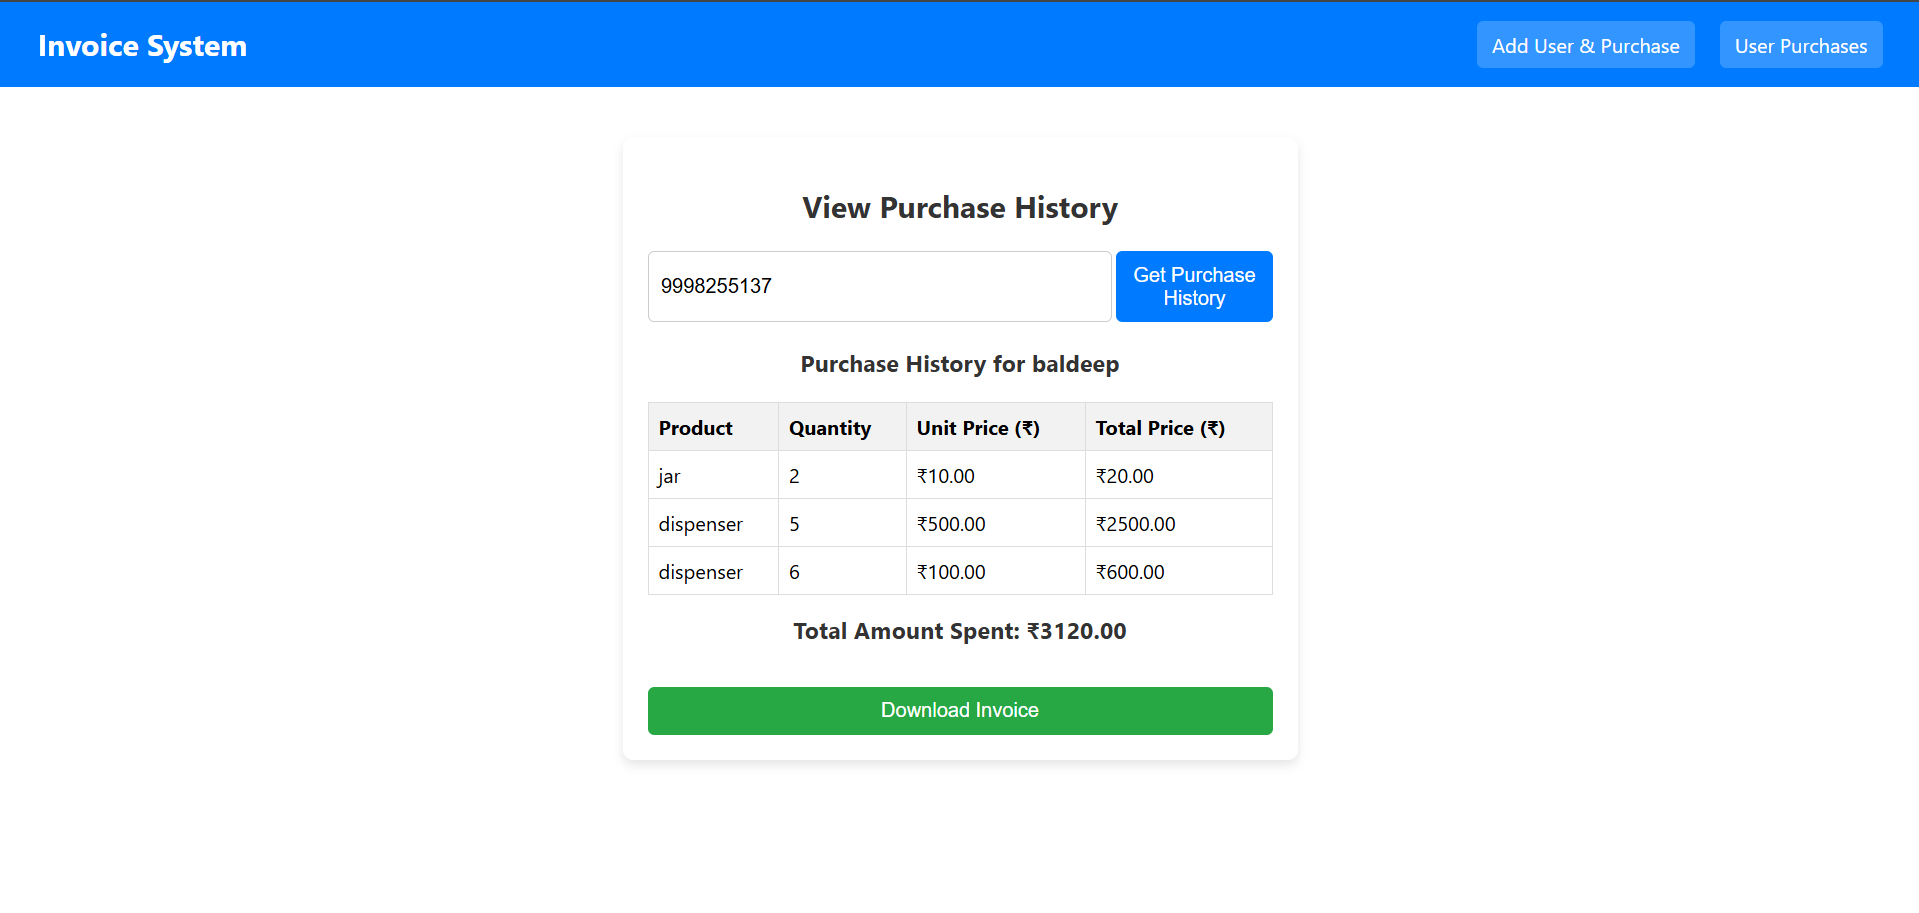 Invoice System
Add User & Purchase
User Purchases
View Purchase History
9998255137
Get Purchase
History
Purchase History for baldeep
Product Quantity Unit Price (₹) Total Price (₹)
jar 2 ₹10.00 ₹20.00
dispenser 5 ₹500.00 ₹2500.00
dispenser 6 ₹100.00 ₹600.00
Total Amount Spent: ₹3120.00
Download Invoice